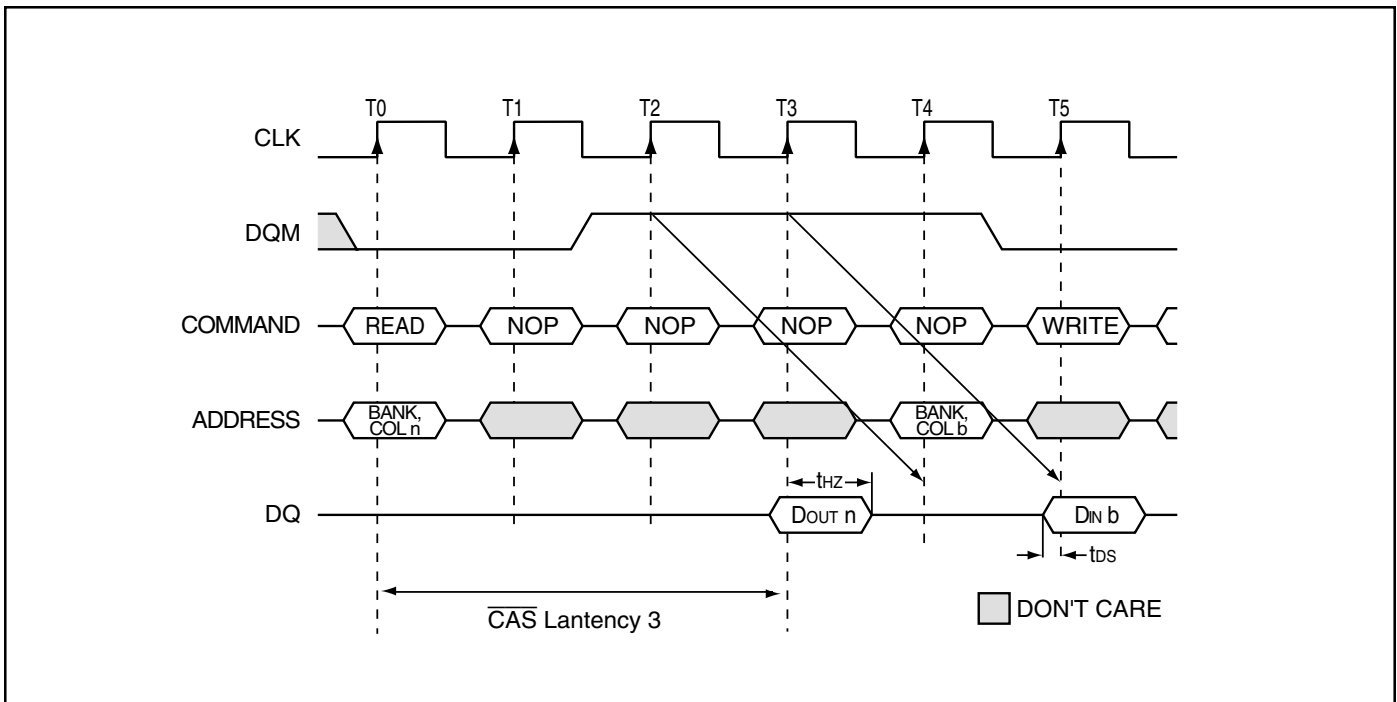 T0 T1 T2 T3 T4 T5
CLK
DQM
COMMAND READ NOP NOP NOP NOP WRITE
ADDRESS BANK, COL n BANK, COL b
tHZ
DQ DOUT n DIN b
tDS
CAS Lantency 3
DON'T CARE